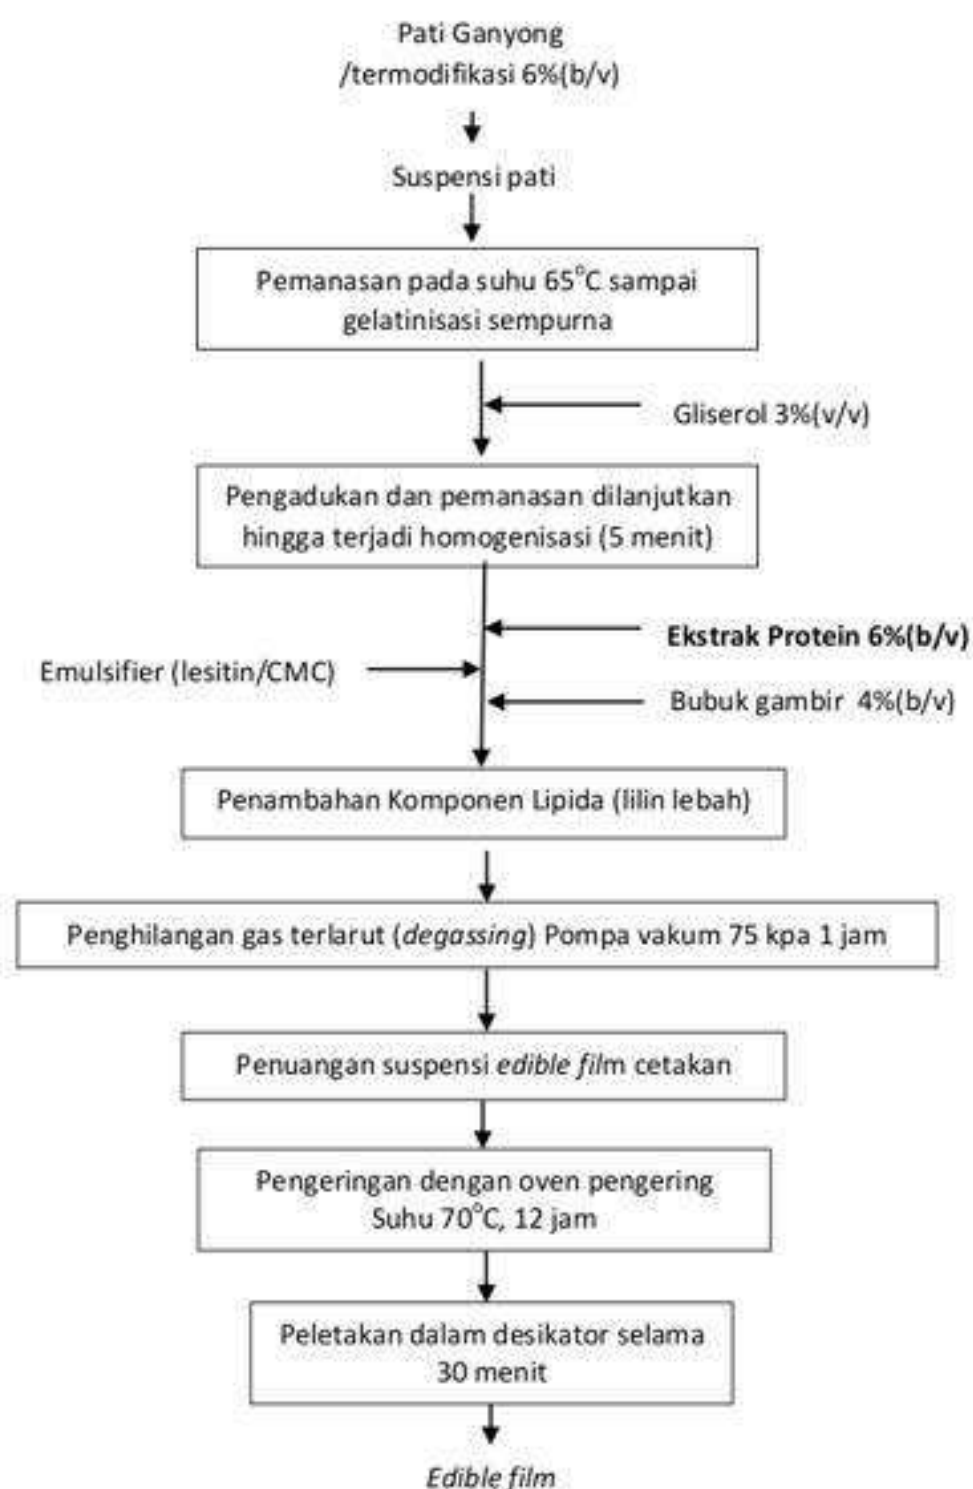 Pati Ganyong
/termodifikasi 6%(b/v)
Suspensi pati
Pemanasan pada suhu 65°C sampai
gelatinisasi sempurna
Gliserol 3%(v/v)
Pengadukan dan pemanasan dilanjutkan
hingga terjadi homogenisasi (5 menit)
Ekstrak Protein 6%(b/v)
Emulsifier (lesitin/CMC)
Bubuk gambir 4%(b/v)
Penambahan Komponen Lipida (lilin lebah)
Penghilangan gas terlarut (degassing) Pompa vakum 75 kpa 1 jam
Penuangan suspensi edible film cetakan
Pengeringan dengan oven pengering
Suhu 70°C, 12 jam
Peletakan dalam desikator selama
30 menit
Edible film